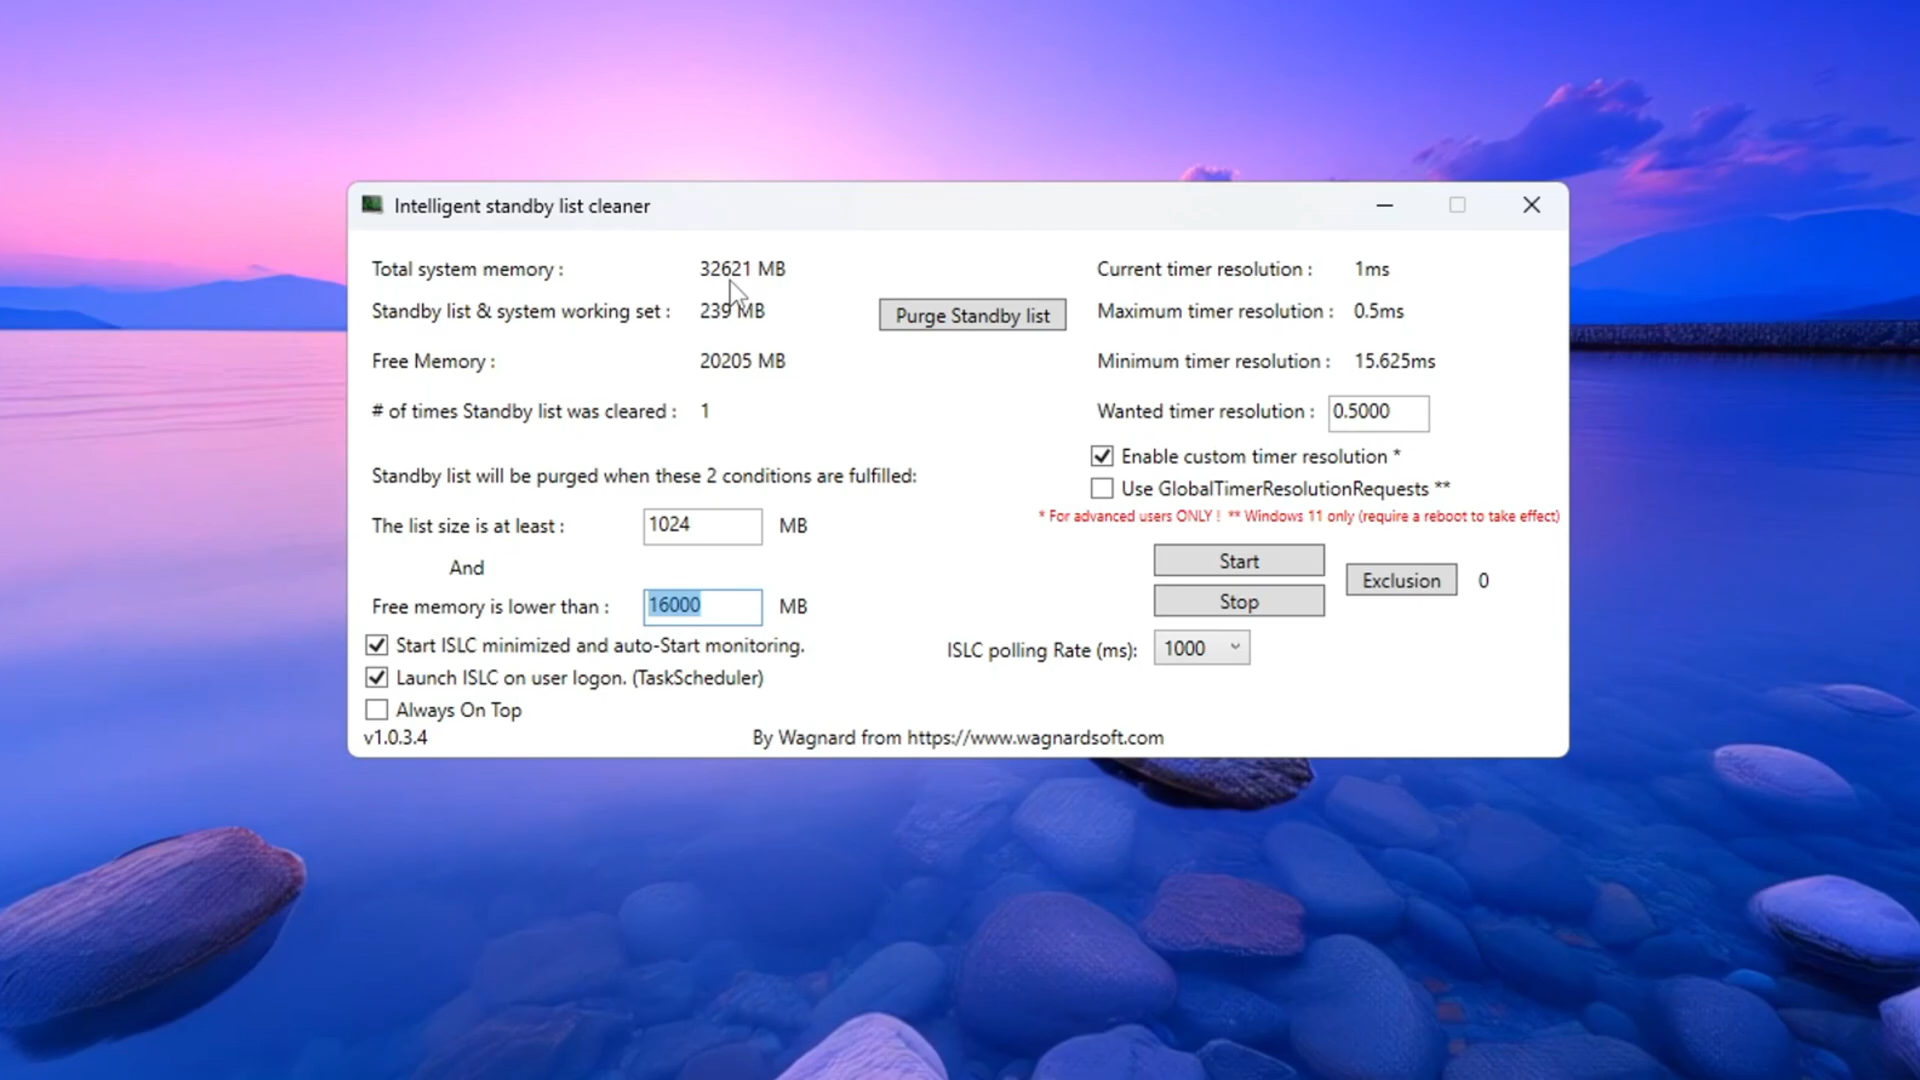 Intelligent standby list cleaner
Total system memory : 32621 MB
Standby list & system working set : 239 MB
Purge Standby list
Free Memory : 20205 MB
# of times Standby list was cleared : 1
Standby list will be purged when these 2 conditions are fulfilled:
The list size is at least : 1024 MB
And
Free memory is lower than : 16000 MB
Start ISLC minimized and auto-Start monitoring.
Launch ISLC on user logon. (TaskScheduler)
Always On Top
v1.0.3.4
Current timer resolution : 1ms
Maximum timer resolution : 0.5ms
Minimum timer resolution : 15.625ms
Wanted timer resolution : 0.5000
Enable custom timer resolution *
Use GlobalTimerResolutionRequests **
* For advanced users ONLY ! ** Windows 11 only (require a reboot to take effect)
Start
Stop
Exclusion 0
ISLC polling Rate (ms): 1000
By Wagnard from https://www.wagnardsoft.com